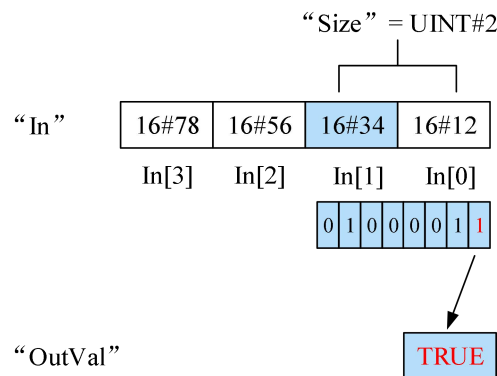 “Size” = UINT#2
“In” 16#78 16#56 16#34 16#12
In[3] In[2] In[1] In[0]
0 1 0 0 0 0 1 1
“OutVal” TRUE